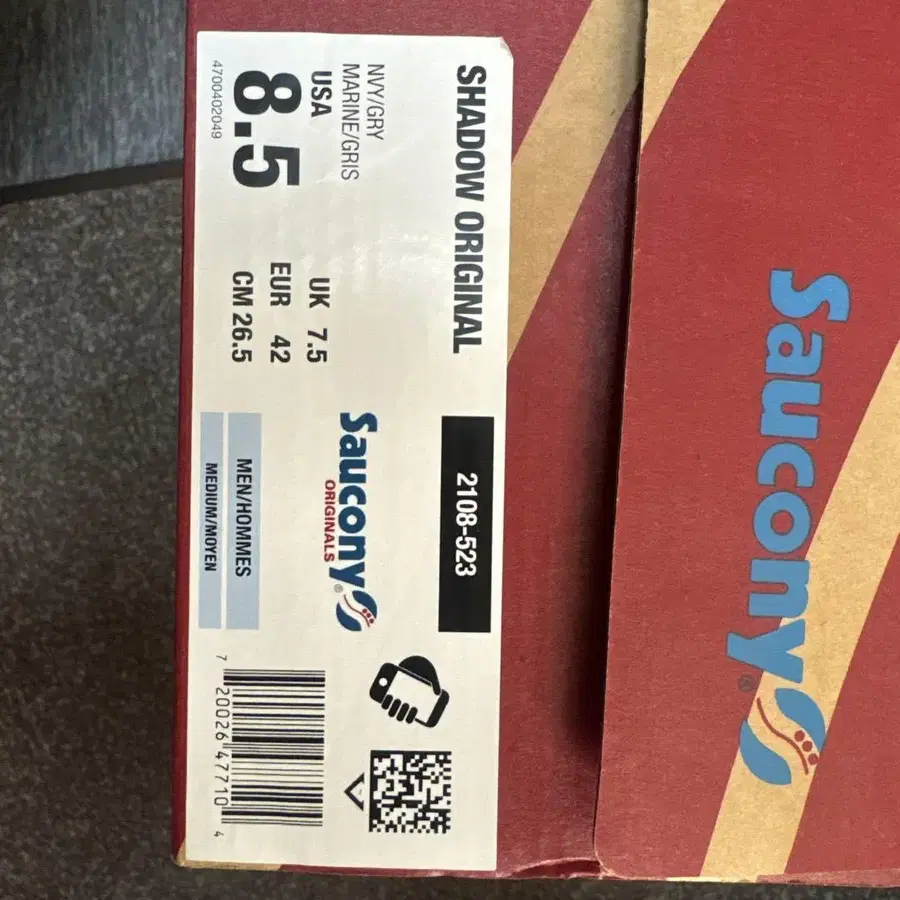 SHADOW ORIGINAL
NVY/GRY
MARINE/GRIS
USA
8.5
4700402049
UK 7.5
EUR 42
CM 26.5
2108-523
Saucony®
ORIGINALS
MEN/HOMMES
MEDIUM/MOYEN
7 20026 47710 4
Saucony®